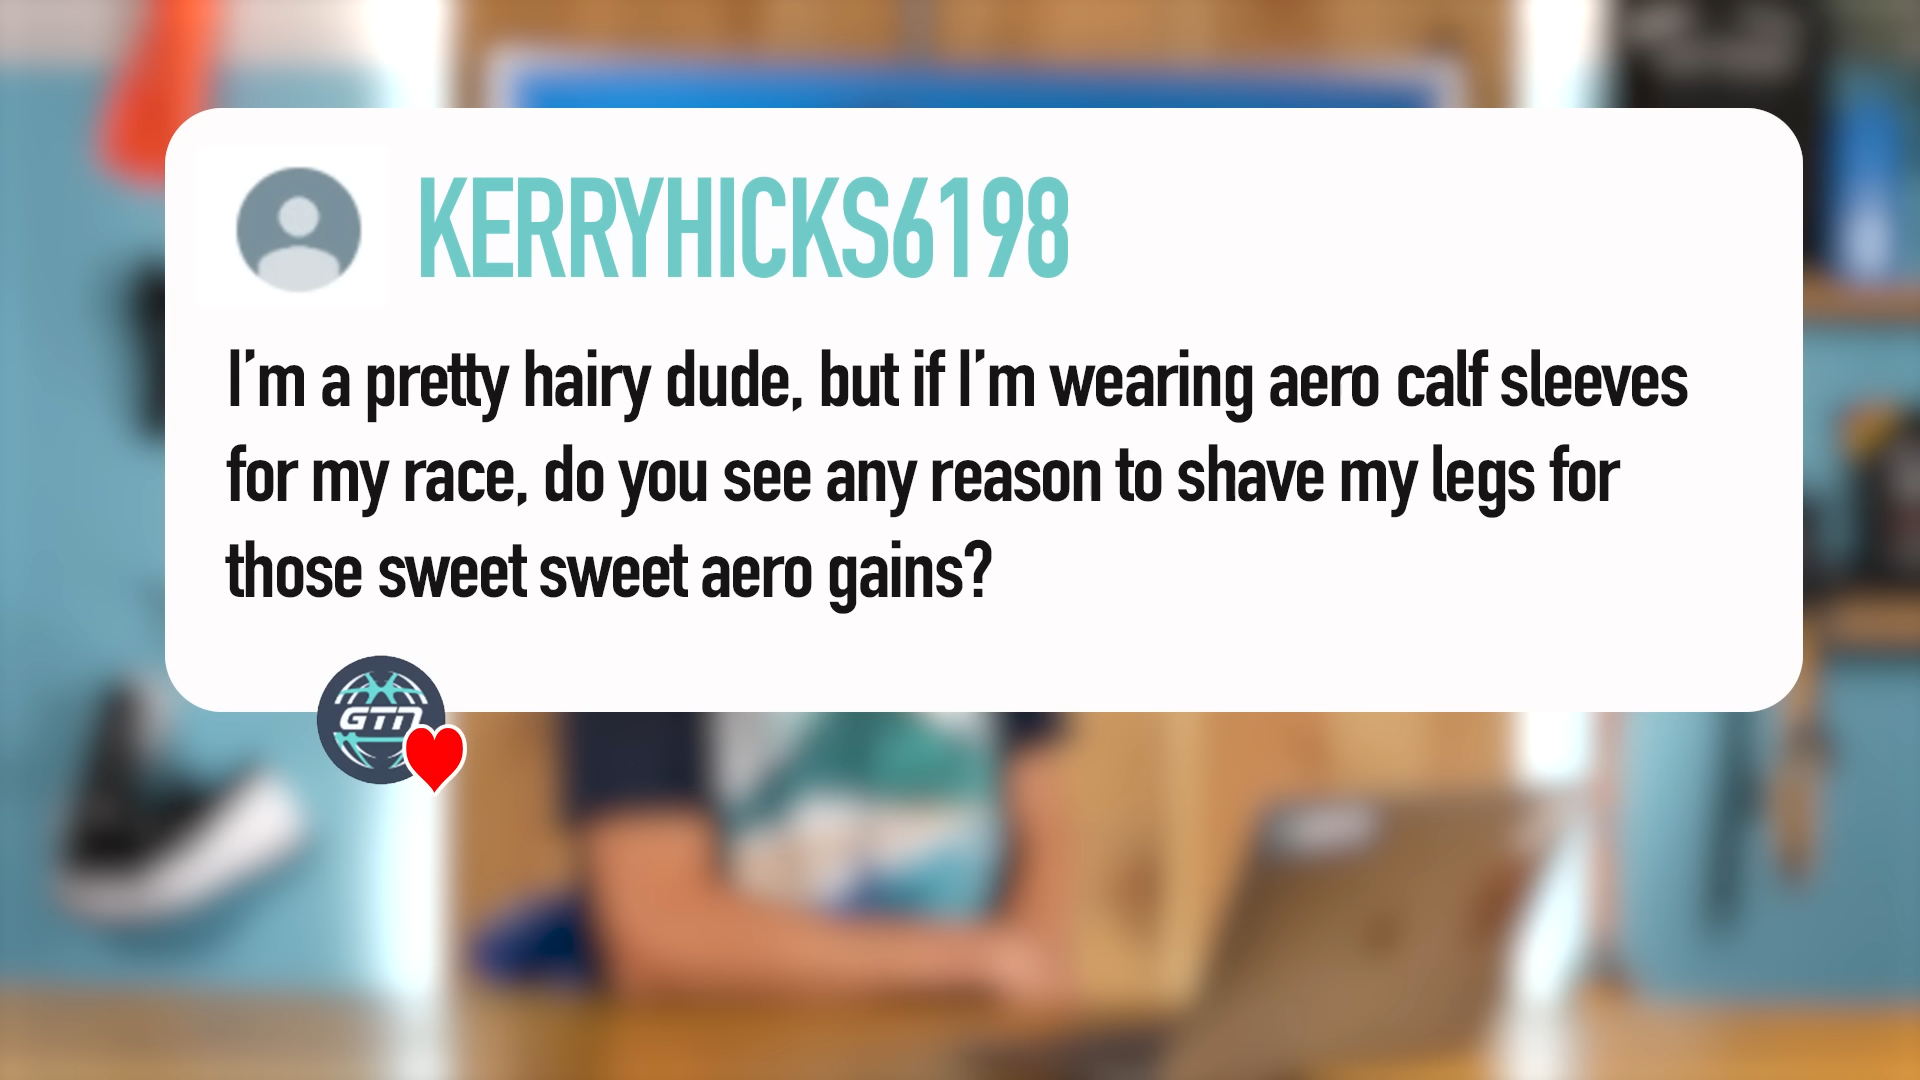 KERRYHICKS6198
I´m a pretty hairy dude, but if I´m wearing aero calf sleeves
for my race, do you see any reason to shave my legs for
those sweet sweet aero gains?
GTN